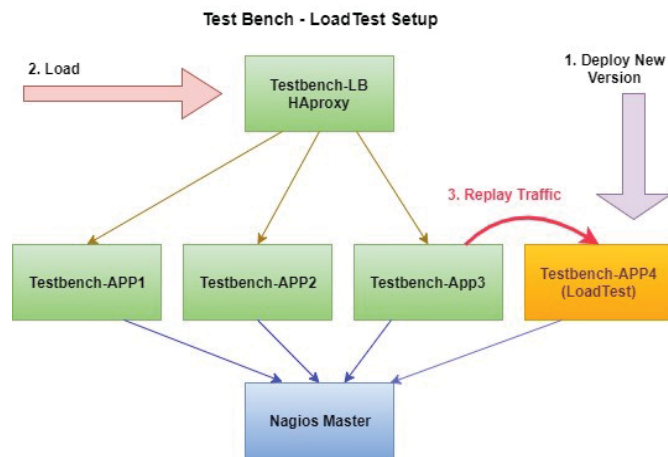 Test Bench - LoadTest Setup
2. Load
Testbench-LB
HAproxy
1. Deploy New
Version
3. Replay Traffic
Testbench-APP1
Testbench-APP2
Testbench-App3
Testbench-APP4
(LoadTest)
Nagios Master